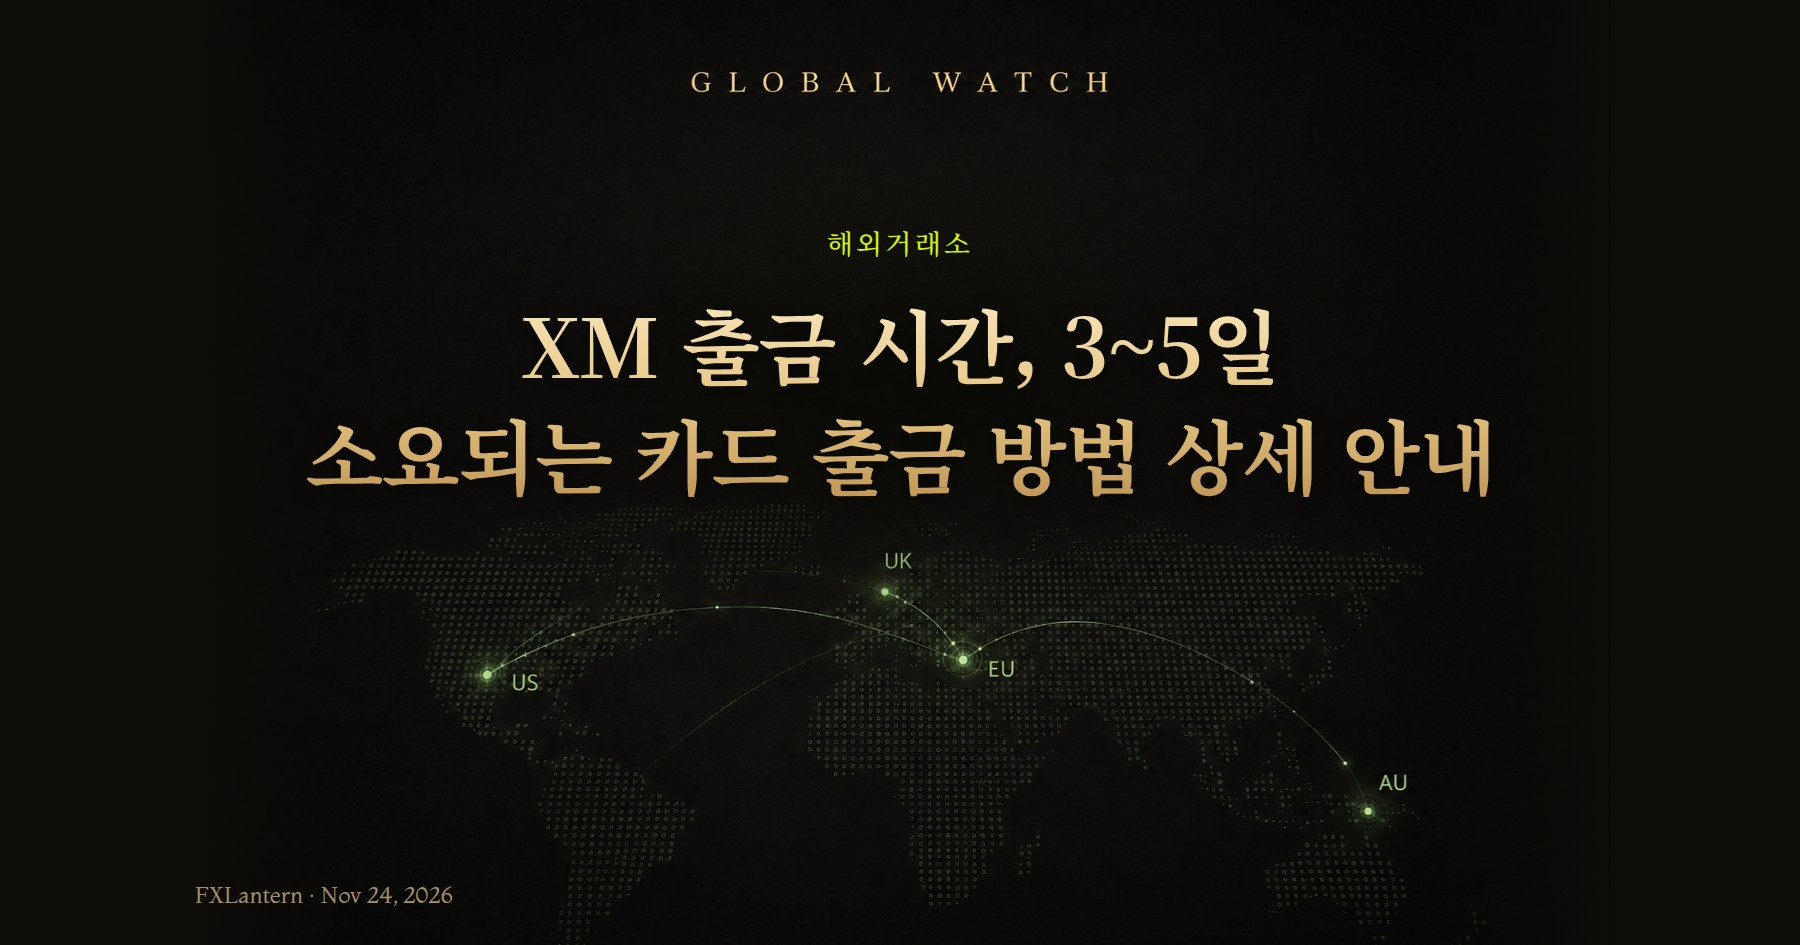 GLOBAL WATCH
해외거래소
XM 출금 시간, 3~5일
소요되는 카드 출금 방법 상세 안내
UK
EU
US
AU
FXLantern · Nov 24, 2026